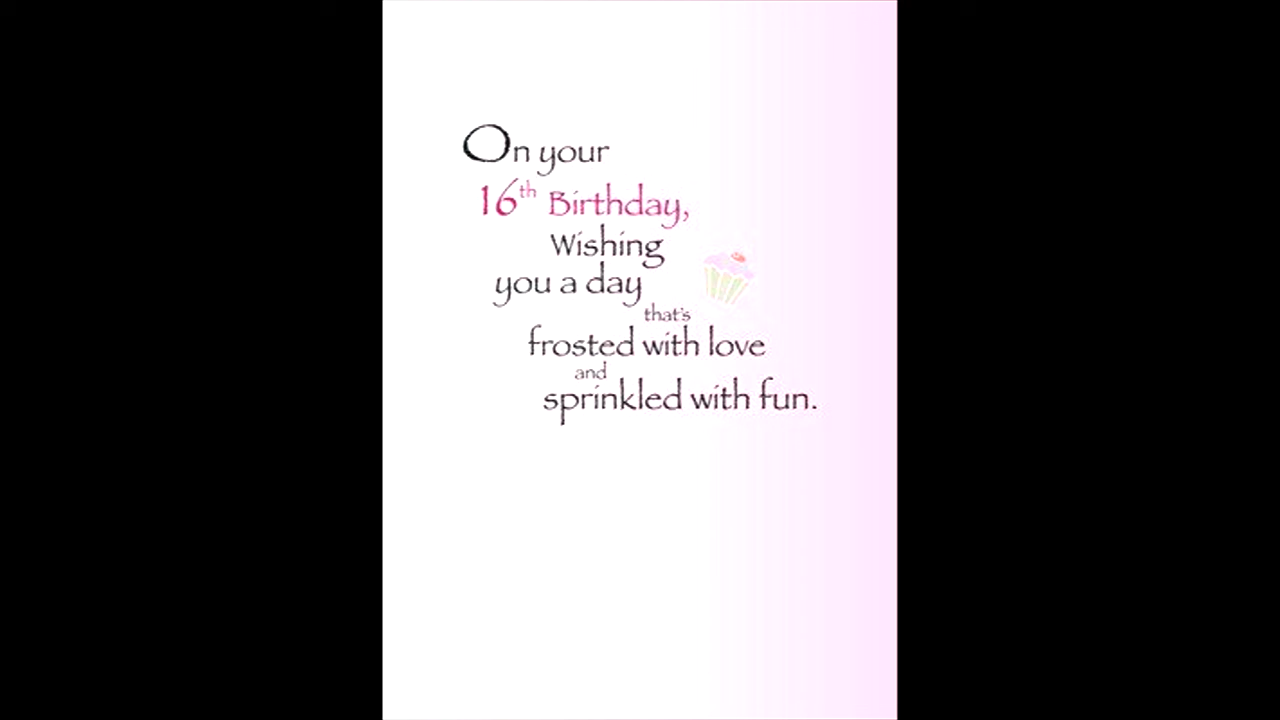 On your
16th Birthday,
Wishing
you a day
that's
frosted with love
and
sprinkled with fun.